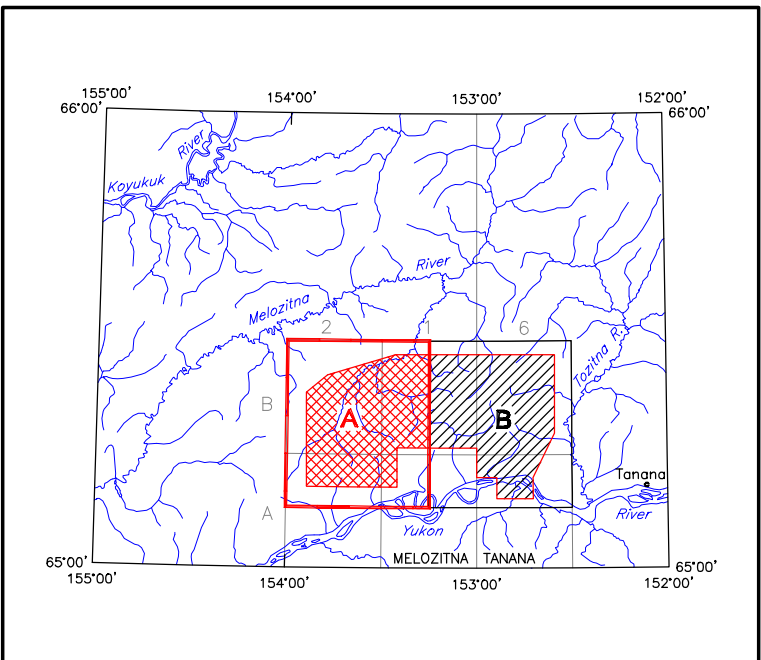 155°00'
154°00'
153°00'
152°00'
66°00'
66°00'
River
Koyukuk
River
Melozitna
2
1
6
Tozitna R.
B
A
B
Tanana
A
River
Yukon
MELOZITNA
TANANA
65°00'
65°00'
155°00'
154°00'
153°00'
152°00'